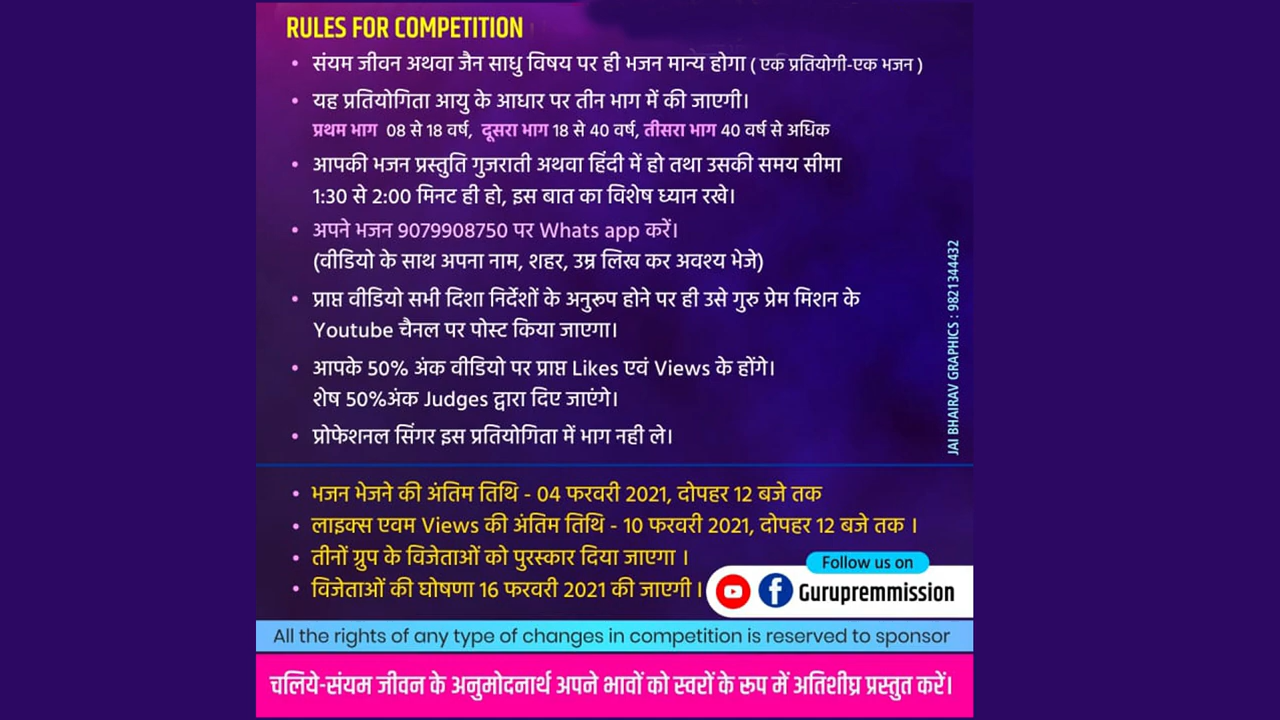 RULES FOR COMPETITION
• संयम जीवन अथवा जैन साधु विषय पर ही भजन मान्य होगा ( एक प्रतियोगी-एक भजन )
• यह प्रतियोगिता आयु के आधार पर तीन भाग में की जाएगी।
प्रथम भाग 08 से 18 वर्ष, दूसरा भाग 18 से 40 वर्ष, तीसरा भाग 40 वर्ष से अधिक
• आपकी भजन प्रस्तुति गुजराती अथवा हिंदी में हो तथा उसकी समय सीमा
1:30 से 2:00 मिनट ही हो, इस बात का विशेष ध्यान रखे।
• अपने भजन 9079908750 पर Whats app करें।
(वीडियो के साथ अपना नाम, शहर, उम्र लिख कर अवश्य भेजे)
• प्राप्त वीडियो सभी दिशा निर्देशों के अनुरूप होने पर ही उसे गुरु प्रेम मिशन के
Youtube चैनल पर पोस्ट किया जाएगा।
• आपके 50% अंक वीडियो पर प्राप्त Likes एवं Views के होंगे।
शेष 50%अंक Judges द्वारा दिए जाएंगे।
• प्रोफेशनल सिंगर इस प्रतियोगिता में भाग नही ले।
JAI BHAIRAV GRAPHICS : 9821344432
• भजन भेजने की अंतिम तिथि - 04 फरवरी 2021, दोपहर 12 बजे तक
• लाइक्स एवम Views की अंतिम तिथि - 10 फरवरी 2021, दोपहर 12 बजे तक ।
• तीनों ग्रुप के विजेताओं को पुरस्कार दिया जाएगा ।
• विजेताओं की घोषणा 16 फरवरी 2021 की जाएगी ।
Follow us on
Gurupremmission
All the rights of any type of changes in competition is reserved to sponsor
चलिये-संयम जीवन के अनुमोदनार्थ अपने भावों को स्वरों के रूप में अतिशीघ्र प्रस्तुत करें।